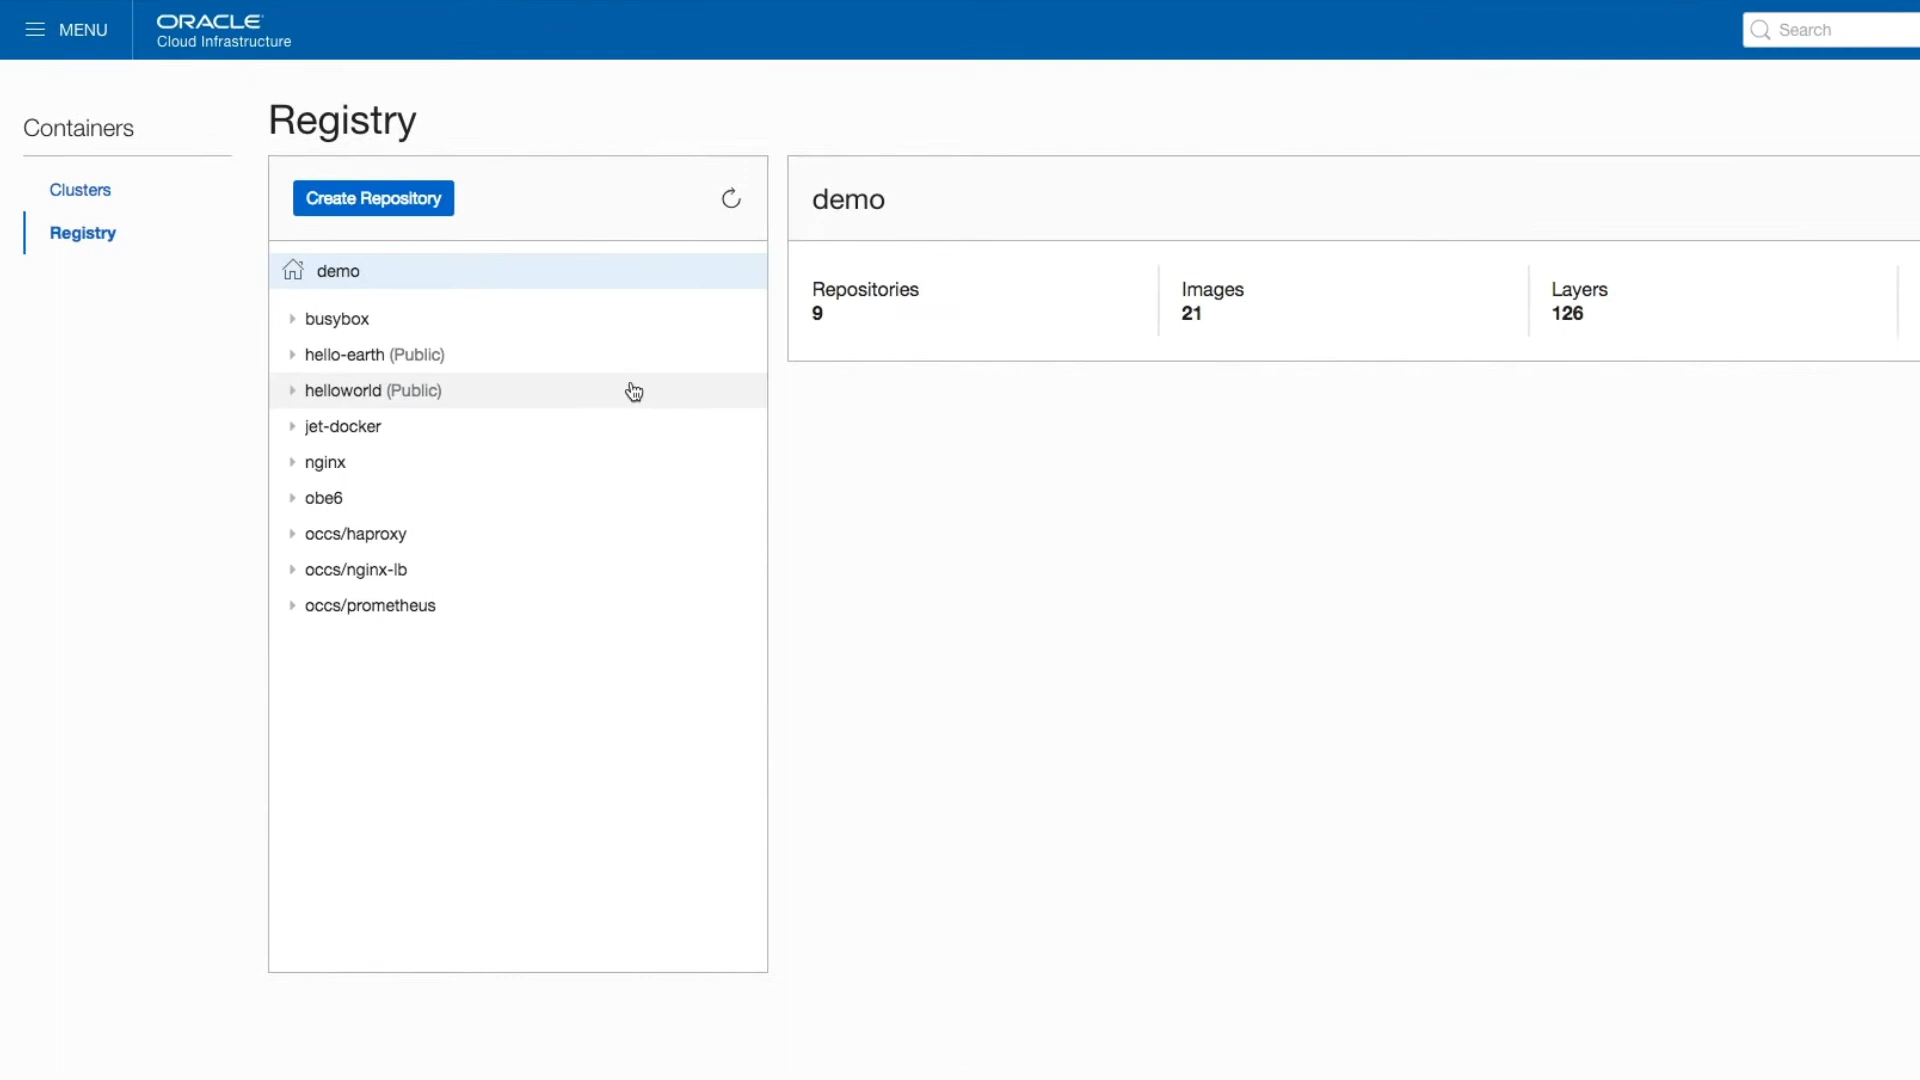 MENU
ORACLE
Cloud Infrastructure
Search
Containers
Clusters
Registry
Registry
Create Repository
demo
busybox
hello-earth (Public)
helloworld (Public)
jet-docker
nginx
obe6
occs/haproxy
occs/nginx-lb
occs/prometheus
demo
Repositories
9
Images
21
Layers
126